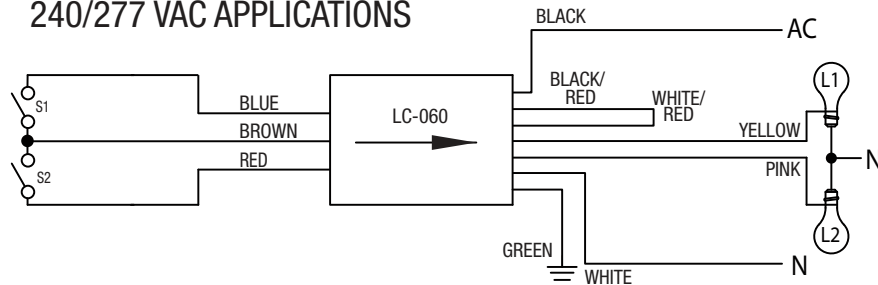 240/277 VAC APPLICATIONS
BLACK
AC
S1
BLUE
BROWN
RED
S2
LC-060
BLACK/
RED
WHITE/
RED
YELLOW
PINK
L1
N
L2
GREEN
WHITE
N